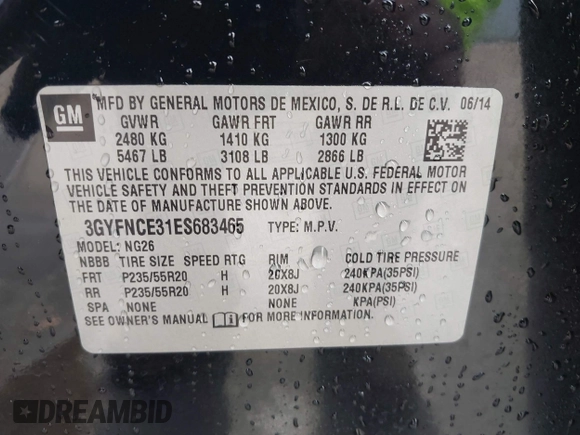 GM
MFD BY GENERAL MOTORS DE MEXICO, S. DE R.L. DE C.V. 06/14
GVWR GAWR FRT GAWR RR
2480 KG 1410 KG 1300 KG
5467 LB 3108 LB 2866 LB
THIS VEHICLE CONFORMS TO ALL APPLICABLE U.S. FEDERAL MOTOR
VEHICLE SAFETY AND THEFT PREVENTION STANDARDS IN EFFECT ON
THE DATE OF MANUFACTURE SHOWN ABOVE.
3GYFNCE31ES683465 TYPE: M.P.V.
MODEL: NG26
NBBB TIRE SIZE SPEED RTG RIM COLD TIRE PRESSURE
FRT P235/55R20 H 20X8J 240KPA(35PSI)
RR P235/55R20 H 20X8J 240KPA(35PSI)
SPA NONE NONE KPA(PSI)
SEE OWNER'S MANUAL FOR MORE INFORMATION.
DREAMBID